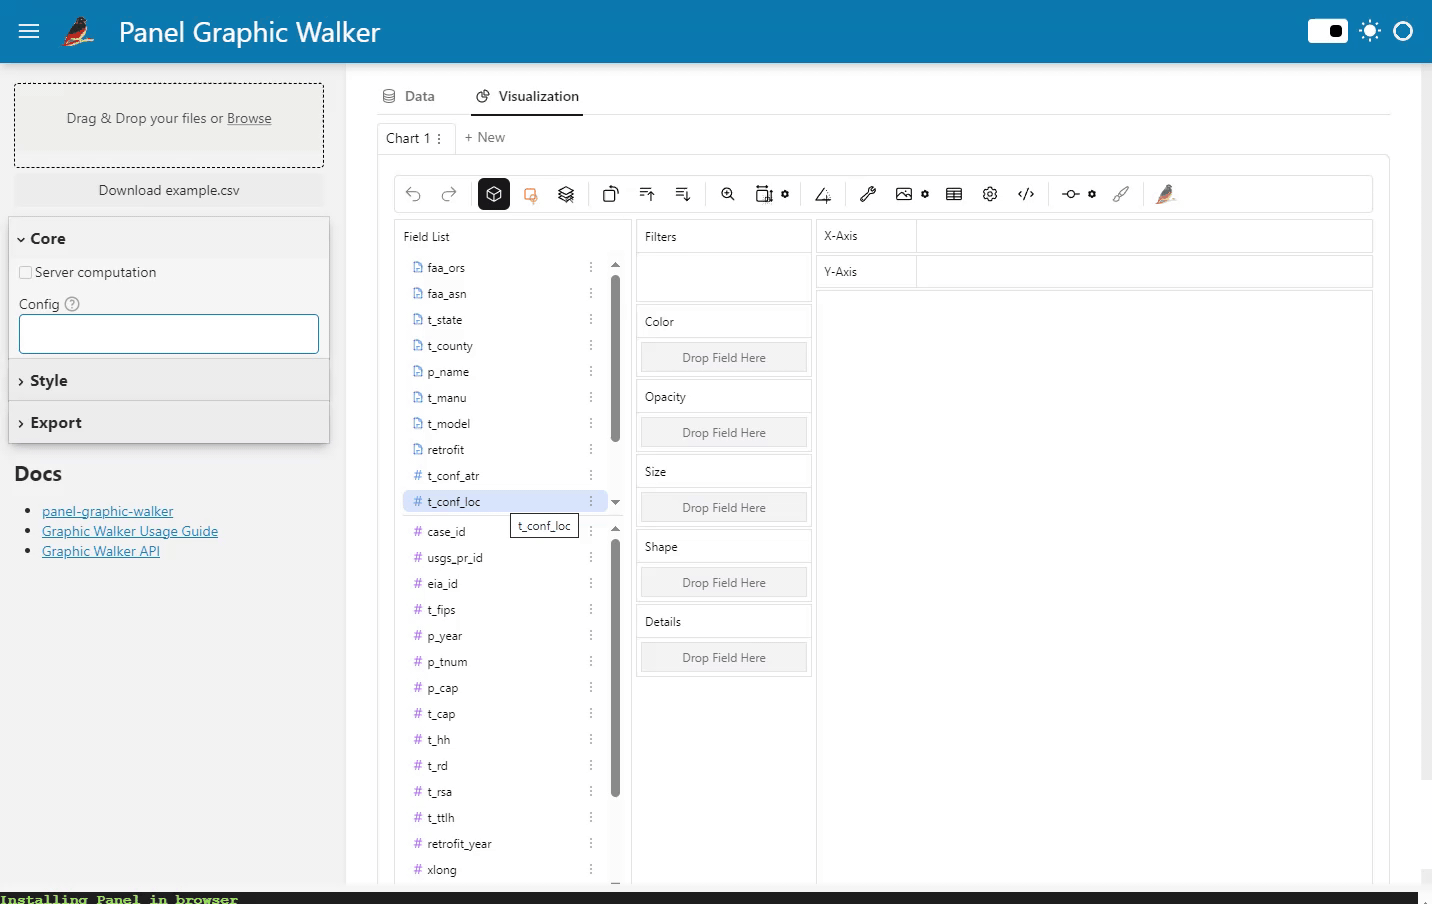 Panel Graphic Walker
Drag & Drop your files or Browse
Download example.csv
Core
Server computation
Config ?
Style
Export
Docs
panel-graphic-walker
Graphic Walker Usage Guide
Graphic Walker API
Data
Visualization
Chart 1
+ New
Field List
faa_ors
faa_asn
t_state
t_county
p_name
t_manu
t_model
retrofit
# t_conf_atr
# t_conf_loc
t_conf_loc
# case_id
# usgs_pr_id
# eia_id
# t_fips
# p_year
# p_tnum
# p_cap
# t_cap
# t_hh
# t_rd
# t_rsa
# t_ttlh
# retrofit_year
# xlong
Filters
Color
Drop Field Here
Opacity
Drop Field Here
Size
Drop Field Here
Shape
Drop Field Here
Details
Drop Field Here
X-Axis
Y-Axis
Installing Panel in browser